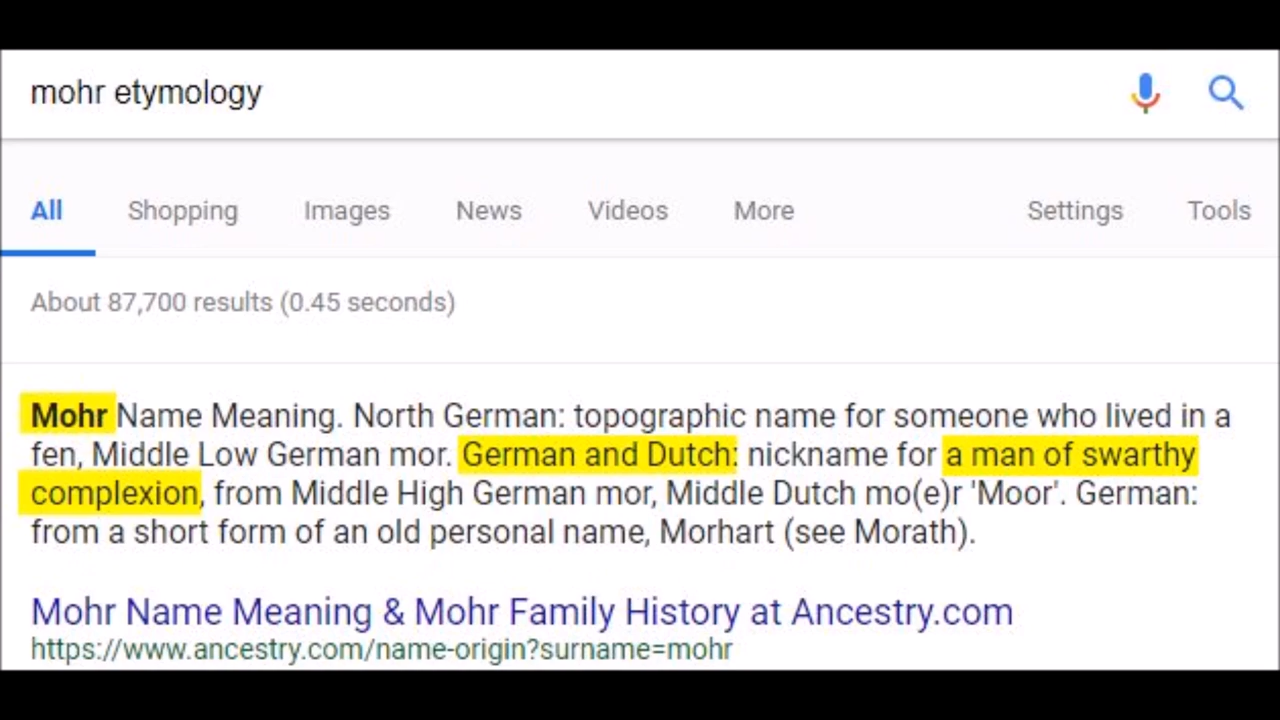 mohr etymology
All Shopping Images News Videos More Settings Tools
About 87,700 results (0.45 seconds)
Mohr Name Meaning. North German: topographic name for someone who lived in a
fen, Middle Low German mor. German and Dutch: nickname for a man of swarthy
complexion, from Middle High German mor, Middle Dutch mo(e)r 'Moor'. German:
from a short form of an old personal name, Morhart (see Morath).
Mohr Name Meaning & Mohr Family History at Ancestry.com
https://www.ancestry.com/name-origin?surname=mohr